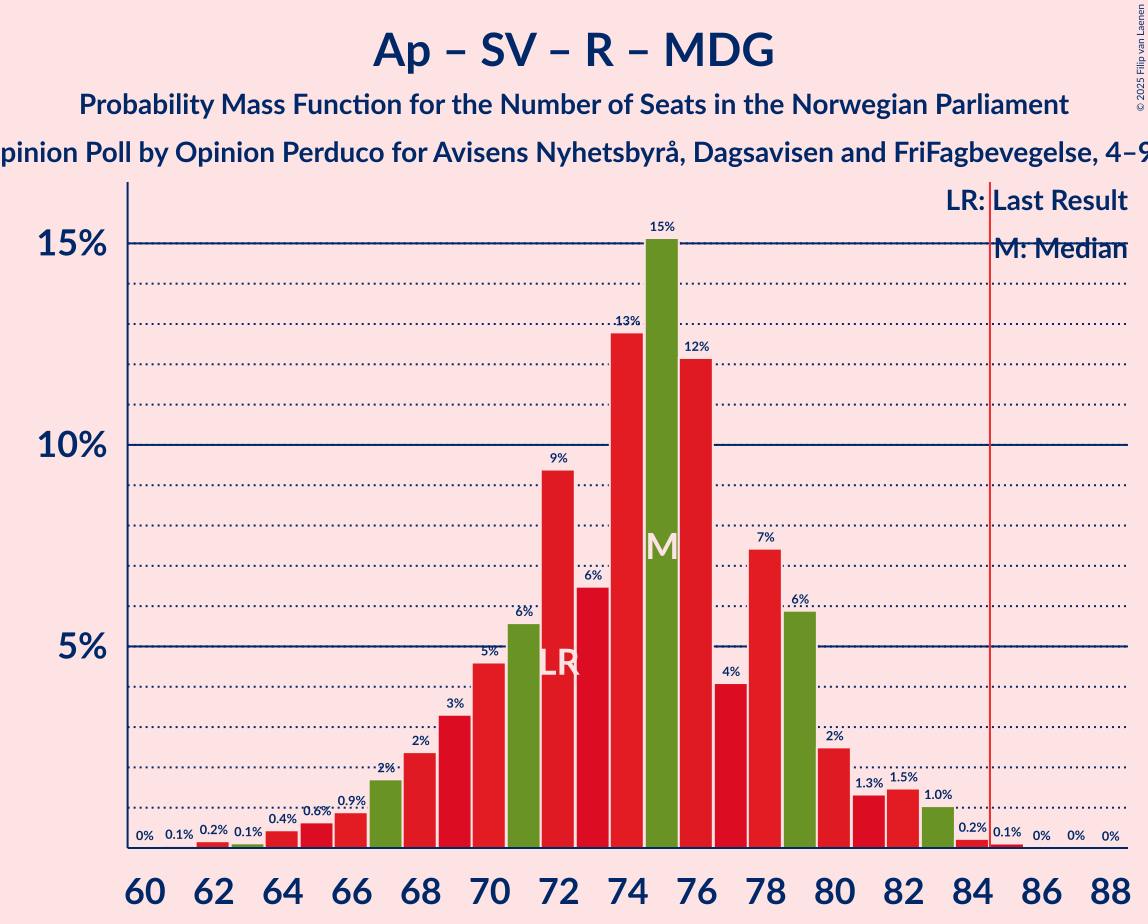 Ap – SV – R – MDG
Probability Mass Function for the Number of Seats in the Norwegian Parliament
pinion Poll by Opinion Perduco for Avisens Nyhetsbyrå, Dagsavisen and FriFagbevegelse, 4–9
© 2025 Filip van Laenen
LR: Last Result
M: Median
15%
10%
5%
0% 0.1% 0.2% 0.1% 0.4% 0.6% 0.9% 2% 2% 3% 5% 6% 9% 6% 13% 15% 12% 4% 7% 6% 2% 1.3% 1.5% 1.0% 0.2% 0.1% 0% 0% 0%
LR
M
60 62 64 66 68 70 72 74 76 78 80 82 84 86 88